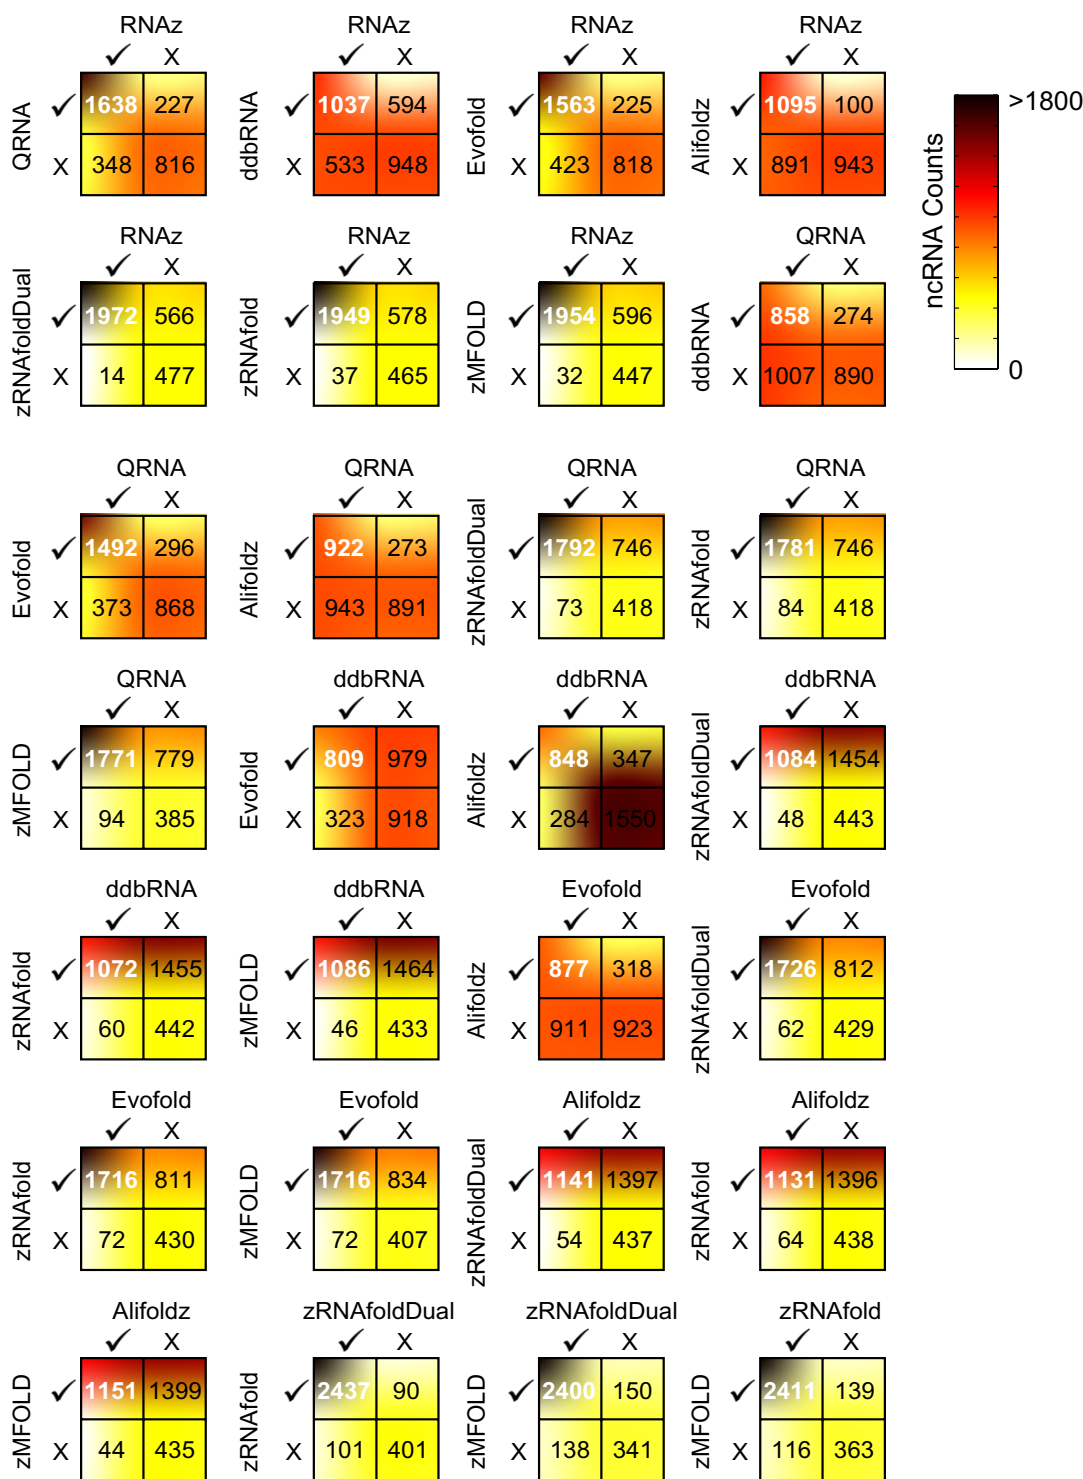 RNAz RNAz RNAz RNAz
✓ X ✓ X ✓ X ✓ X >1800
QRNA ✓ 1638 227 ddbRNA ✓ 1037 594 Evofold ✓ 1563 225 Alifoldz ✓ 1095 100
X 348 816 X 533 948 X 423 818 X 891 943 ncRNA Counts
RNAz RNAz RNAz QRNA
✓ X ✓ X ✓ X ✓ X
zRNAfoldDual ✓ 1972 566 zRNAfold ✓ 1949 578 zMFOLD ✓ 1954 596 ddbRNA ✓ 858 274
X 14 477 X 37 465 X 32 447 X 1007 890 0
QRNA QRNA QRNA QRNA
✓ X ✓ X ✓ X ✓ X
Evofold ✓ 1492 296 Alifoldz ✓ 922 273 zRNAfoldDual ✓ 1792 746 zRNAfold ✓ 1781 746
X 373 868 X 943 891 X 73 418 X 84 418
QRNA ddbRNA ddbRNA ddbRNA
✓ X ✓ X ✓ X ✓ X
zMFOLD ✓ 1771 779 Evofold ✓ 809 979 Alifoldz ✓ 848 347 zRNAfoldDual ✓ 1084 1454
X 94 385 X 323 918 X 284 1550 X 48 443
ddbRNA ddbRNA Evofold Evofold
✓ X ✓ X ✓ X ✓ X
zRNAfold ✓ 1072 1455 zMFOLD ✓ 1086 1464 Alifoldz ✓ 877 318 zRNAfoldDual ✓ 1726 812
X 60 442 X 46 433 X 911 923 X 62 429
Evofold Evofold Alifoldz Alifoldz
✓ X ✓ X ✓ X ✓ X
zRNAfold ✓ 1716 811 zMFOLD ✓ 1716 834 zRNAfoldDual ✓ 1141 1397 zRNAfold ✓ 1131 1396
X 72 430 X 72 407 X 54 437 X 64 438
Alifoldz zRNAfoldDual zRNAfoldDual zRNAfold
✓ X ✓ X ✓ X ✓ X
zMFOLD ✓ 1151 1399 zRNAfold ✓ 2437 90 zMFOLD ✓ 2400 150 zMFOLD ✓ 2411 139
X 44 435 X 101 401 X 138 341 X 116 363